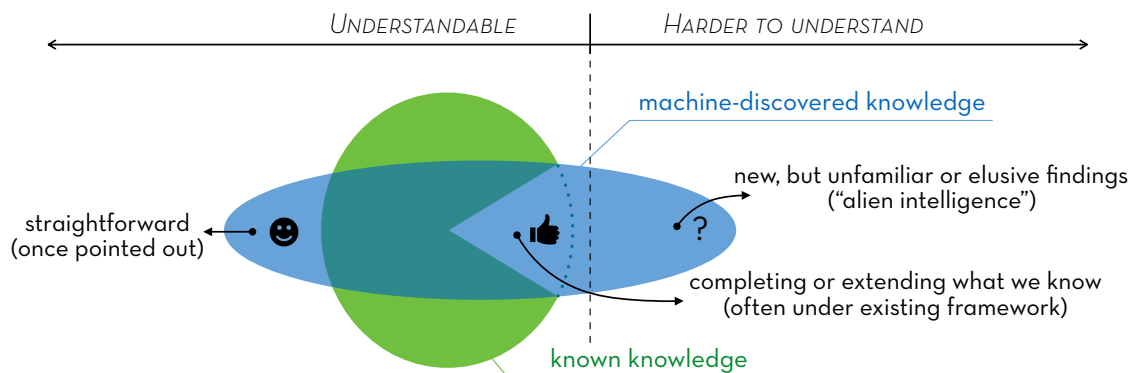 UNDERSTANDABLE
HARDER TO UNDERSTAND
machine-discovered knowledge
new, but unfamiliar or elusive findings
(“alien intelligence”)
straightforward
(once pointed out)
?
completing or extending what we know
(often under existing framework)
known knowledge